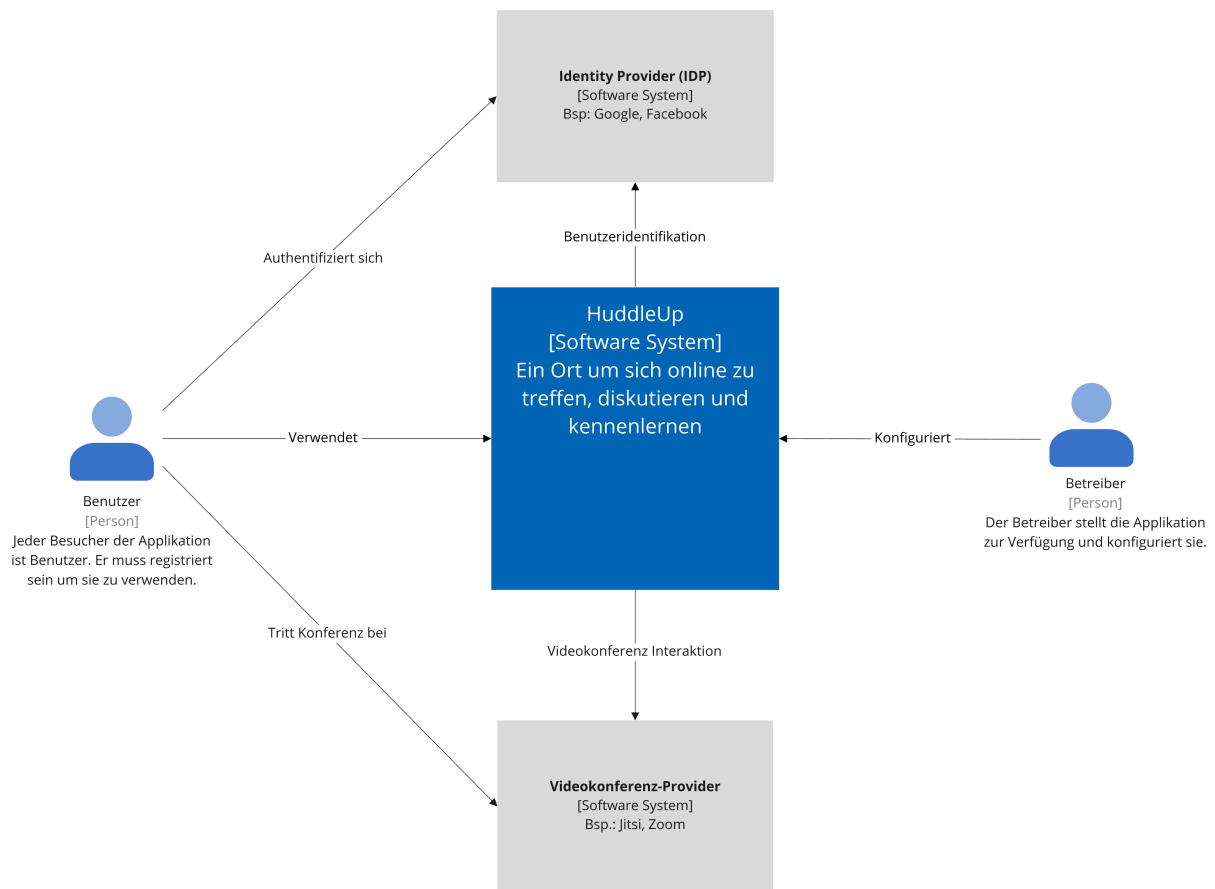 Identity Provider (IDP)
[Software System]
Bsp: Google, Facebook
Benutzeridentifikation
Authentifiziert sich
HuddleUp
[Software System]
Ein Ort um sich online zu
treffen, diskutieren und
kennenlernen
Verwendet
Konfiguriert
Benutzer
[Person]
Jeder Besucher der Applikation
ist Benutzer. Er muss registriert
sein um sie zu verwenden.
Betreiber
[Person]
Der Betreiber stellt die Applikation
zur Verfügung und konfiguriert sie.
Tritt Konferenz bei
Videokonferenz Interaktion
Videokonferenz-Provider
[Software System]
Bsp.: Jitsi, Zoom